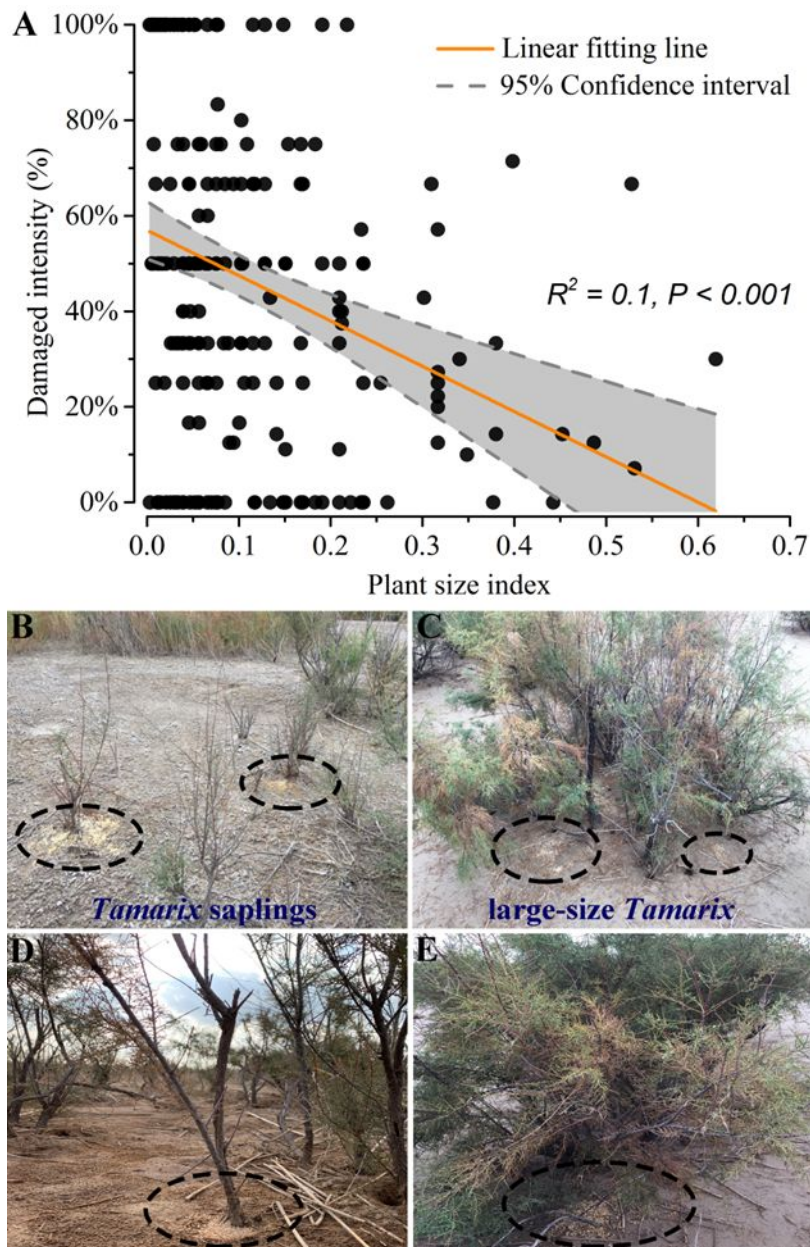 A
100%
80%
60%
40%
20%
0%
Damaged intensity (%)
Linear fitting line
95% Confidence interval
R² = 0.1, P < 0.001
0.0 0.1 0.2 0.3 0.4 0.5 0.6 0.7
Plant size index
B
Tamarix saplings
C
large-size Tamarix
D
E